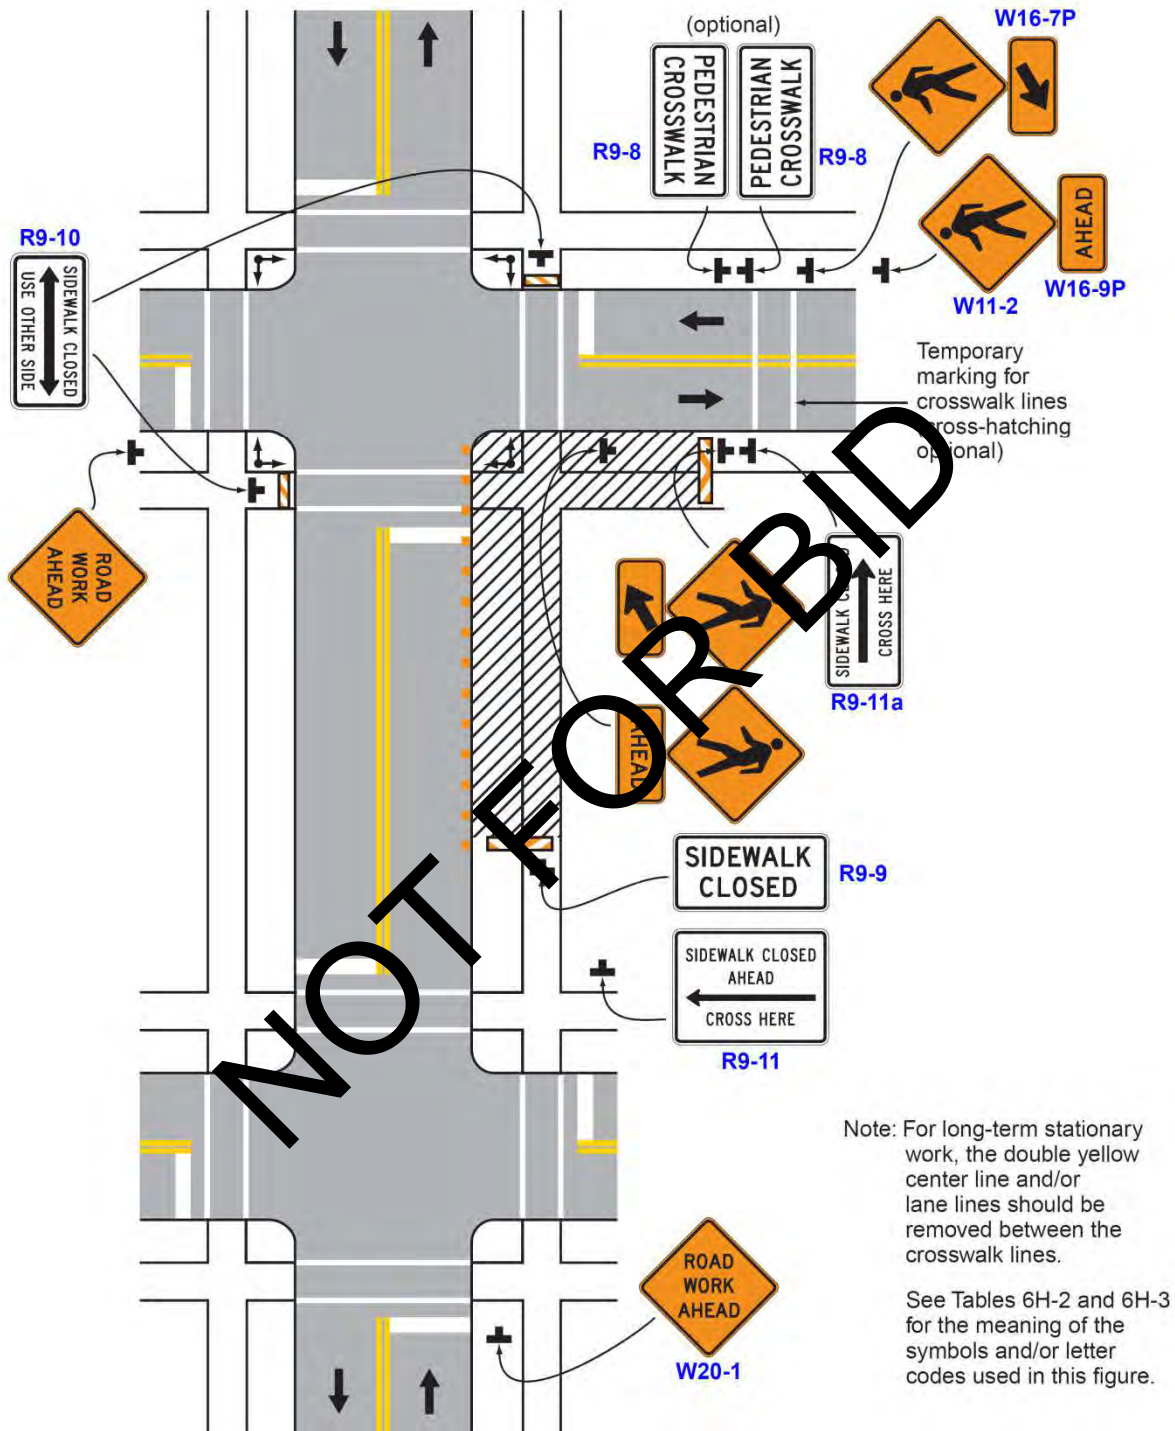 (optional)
W16-7P
PEDESTRIAN
CROSSWALK
PEDESTRIAN
CROSSWALK
R9-8
R9-8
AHEAD
W11-2
W16-9P
R9-10
SIDEWALK CLOSED
USE OTHER SIDE
Temporary
marking for
crosswalk lines
(cross-hatching
optional)
ROAD
WORK
AHEAD
SIDEWALK CLOSED
CROSS HERE
R9-11a
AHEAD
SIDEWALK
CLOSED
R9-9
SIDEWALK CLOSED
AHEAD
CROSS HERE
R9-11
NOT FOR BID
Note: For long-term stationary
work, the double yellow
center line and/or
lane lines should be
removed between the
crosswalk lines.
See Tables 6H-2 and 6H-3
for the meaning of the
symbols and/or letter
codes used in this figure.
ROAD
WORK
AHEAD
W20-1